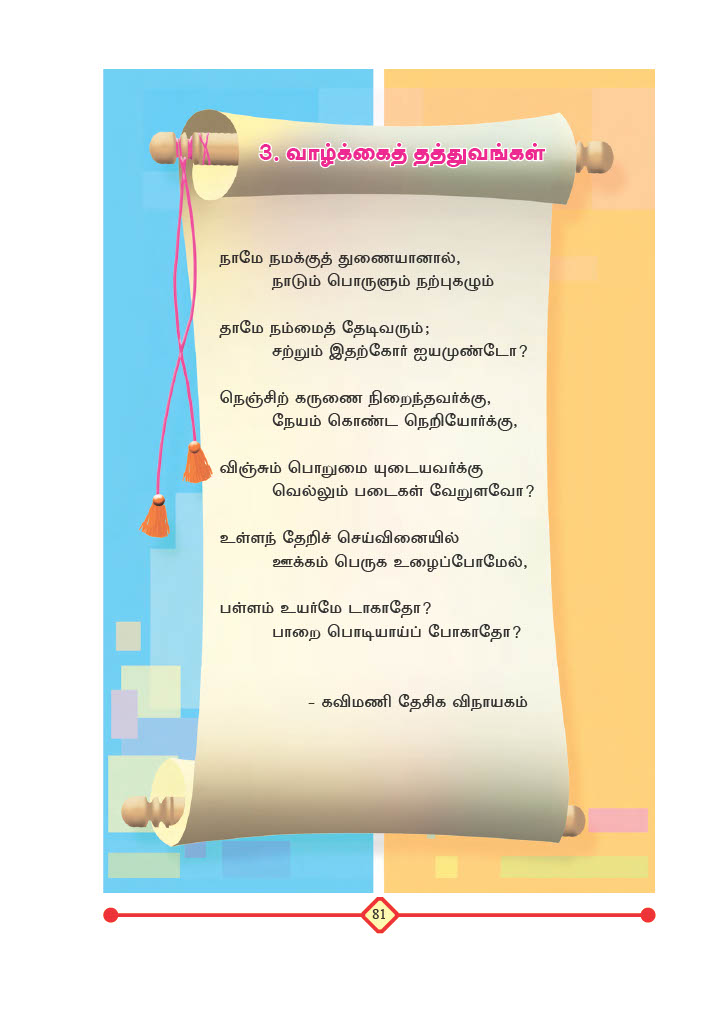 3. வாழ்க்கைத் தத்துவங்கள்
நாமே நமக்குத் துணையானால்,
நாடும் பொருளும் நற்புகழும்
தாமே நம்மைத் தேடிவரும்;
சற்றும் இதற்கோர் ஐயமுண்டோ?
நெஞ்சிற் கருணை நிறைந்தவர்க்கு,
நேயம் கொண்ட நெறியோர்க்கு,
விஞ்சும் பொறுமை யுடையவர்க்கு
வெல்லும் படைகள் வேறுளவோ?
உள்ளந் தேறிச் செய்வினையில்
ஊக்கம் பெருக உழைப்போமேல்,
பள்ளம் உயர்மே டாகாதோ?
பாறை பொடியாய்ப் போகாதோ?
- கவிமணி தேசிக விநாயகம்
81